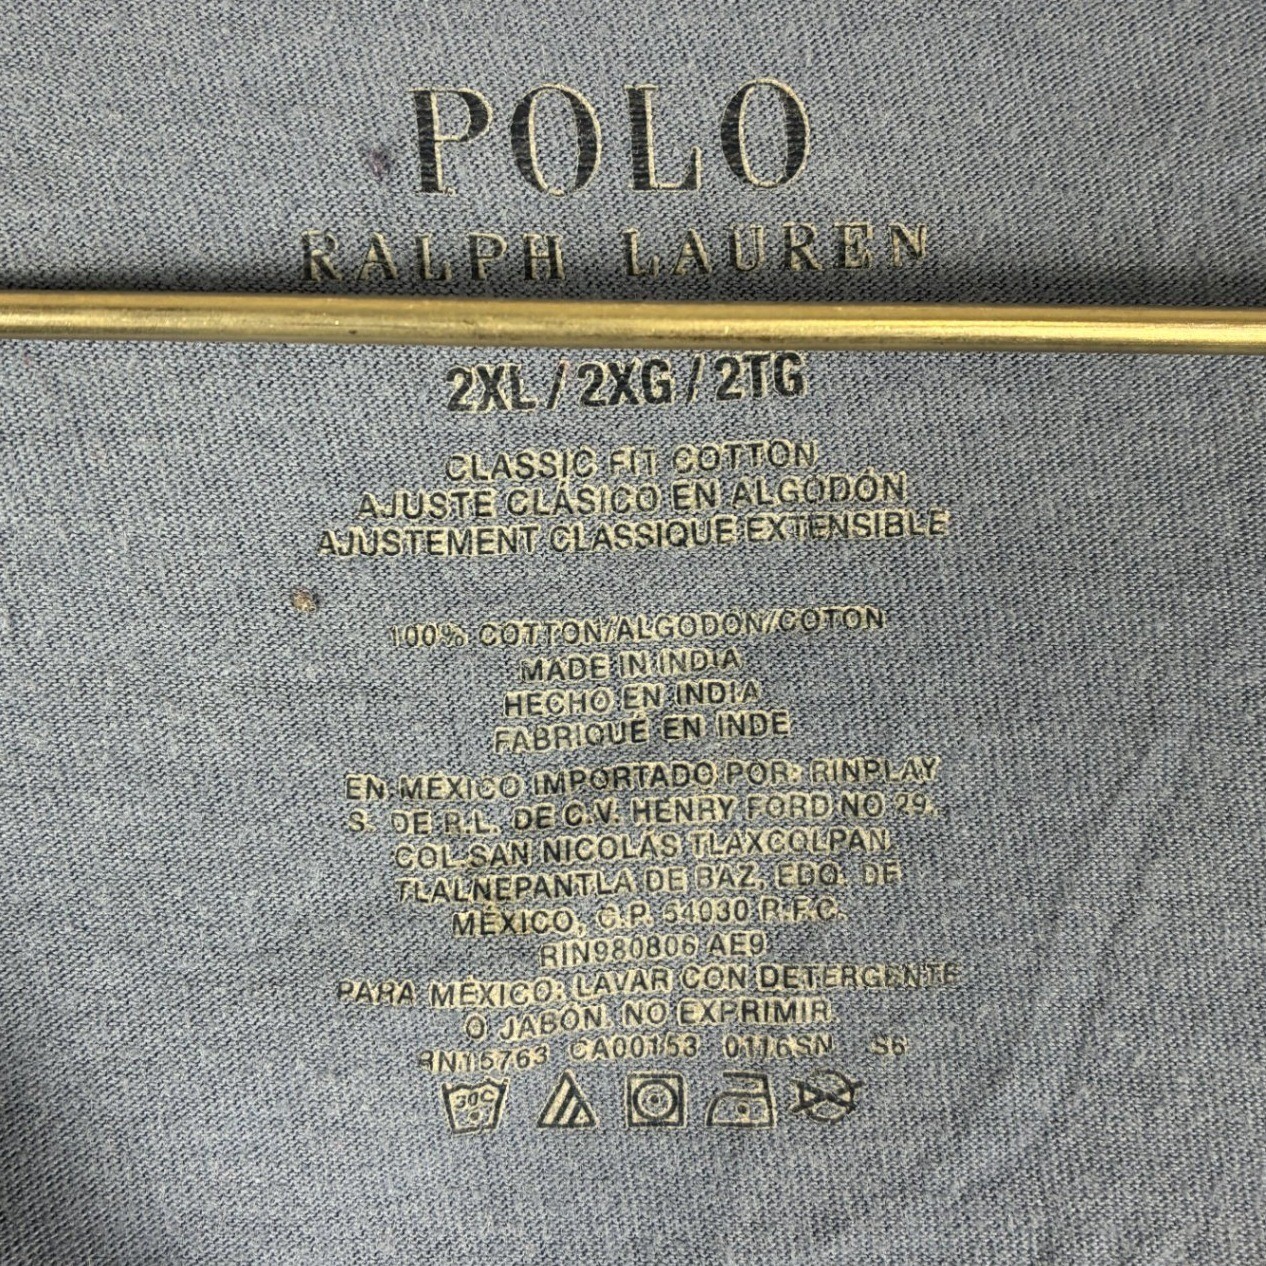 POLO
RALPH LAUREN
2XL / 2XG / 2TG
CLASSIC FIT COTTON
AJUSTE CLÁSICO EN ALGODÓN
AJUSTEMENT CLASSIQUE EXTENSIBLE
100% COTTON/ALGODON/COTON
MADE IN INDIA
HECHO EN INDIA
FABRIQUÉ EN INDE
EN MÉXICO IMPORTADO POR: RINPLAY
S. DE R.L. DE C.V. HENRY FORD NO 29.
COL.SAN NICOLÁS TLAXCOLPAN
TLALNEPANTLA DE BAZ, EDO. DE
MÉXICO, C.P. 54030 R.F.C.
RIN980806 AE9
PARA MÉXICO: LAVAR CON DETERGENTE
O JABÓN. NO EXPRIMIR
RN15763 CA00153 0116SN S6
30C